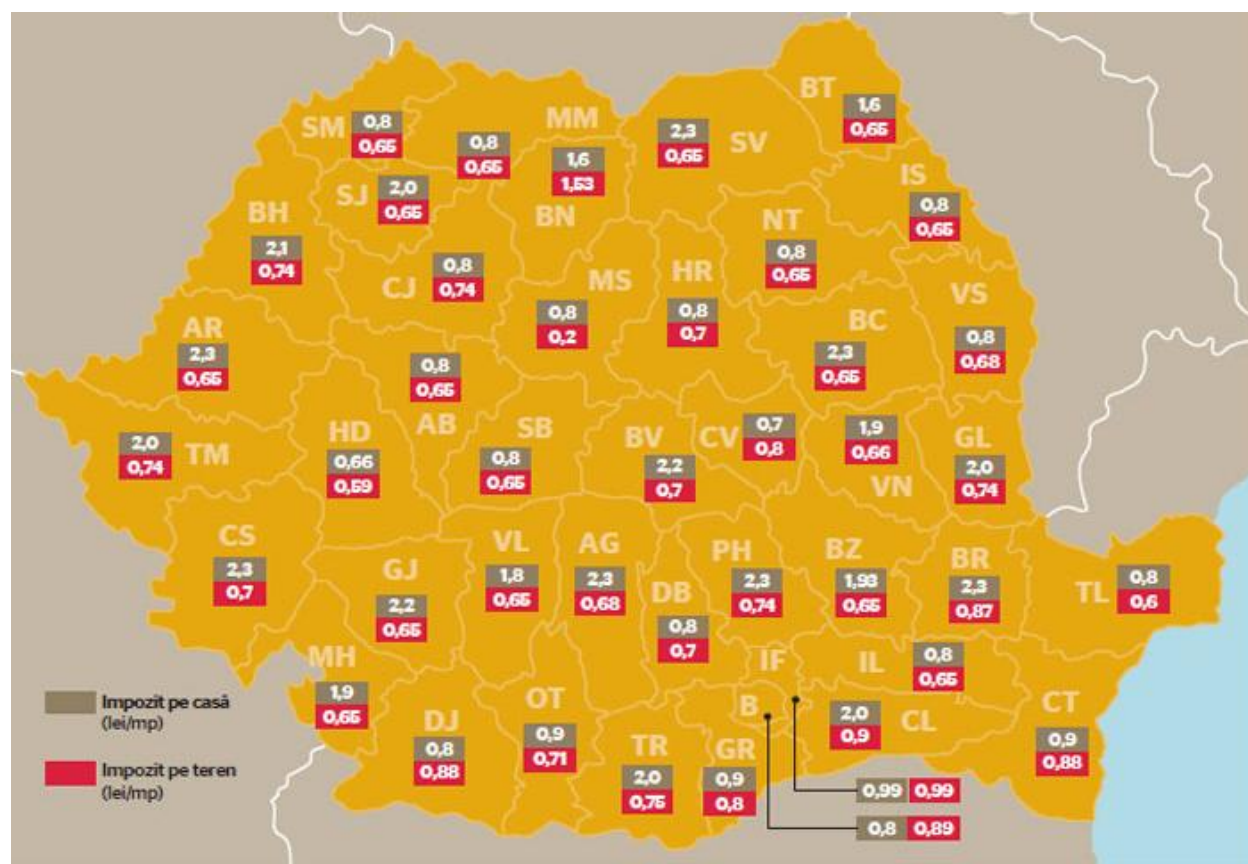 BT
1,6
0,65
SM
0,8
0,65
MM
0,8
0,65
SV
2,3
0,65
1,6
1,53
BN
IS
0,8
0,65
SJ
2,0
0,65
BH
2,1
0,74
NT
0,8
0,65
CJ
0,8
0,74
MS
0,8
0,2
HR
0,8
0,7
VS
0,8
0,68
AR
2,3
0,65
BC
2,3
0,65
0,8
0,65
AB
TM
2,0
0,74
HD
0,66
0,59
SB
0,8
0,65
BV
2,2
0,7
CV
0,7
0,8
1,9
0,66
VN
GL
2,0
0,74
CS
2,3
0,7
GJ
2,2
0,65
VL
1,8
0,65
AG
2,3
0,68
DB
0,8
0,7
PH
2,3
0,74
BZ
1,93
0,65
BR
2,3
0,87
TL
0,8
0,6
MH
1,9
0,65
IF
IL
0,8
0,65
DJ
0,8
0,88
OT
0,9
0,71
TR
2,0
0,75
GR
0,9
0,8
B
2,0
0,9
CL
CT
0,9
0,88
0,99 0,99
0,8 0,89
Impozit pe casă
(lei/mp)
Impozit pe teren
(lei/mp)